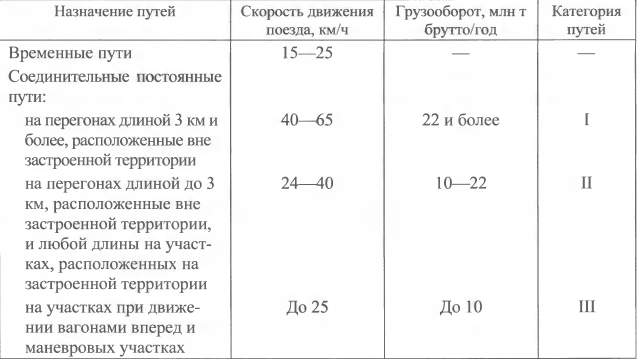 Назначение путей
Скорость движения
поезда, км/ч
Грузооборот, млн т
брутто/год
Категория
путей
Временные пути 15—25 — —
Соединительные постоянные
пути:
на перегонах длиной 3 км и 40—65 22 и более I
более, расположенные вне
застроенной территории
на перегонах длиной до 3 24—40 10—22 II
км, расположенные вне
застроенной территории,
и любой длины на участ-
ках, расположенных на
застроенной территории
на участках при движе- До 25 До 10 III
нии вагонами вперед и
маневровых участках